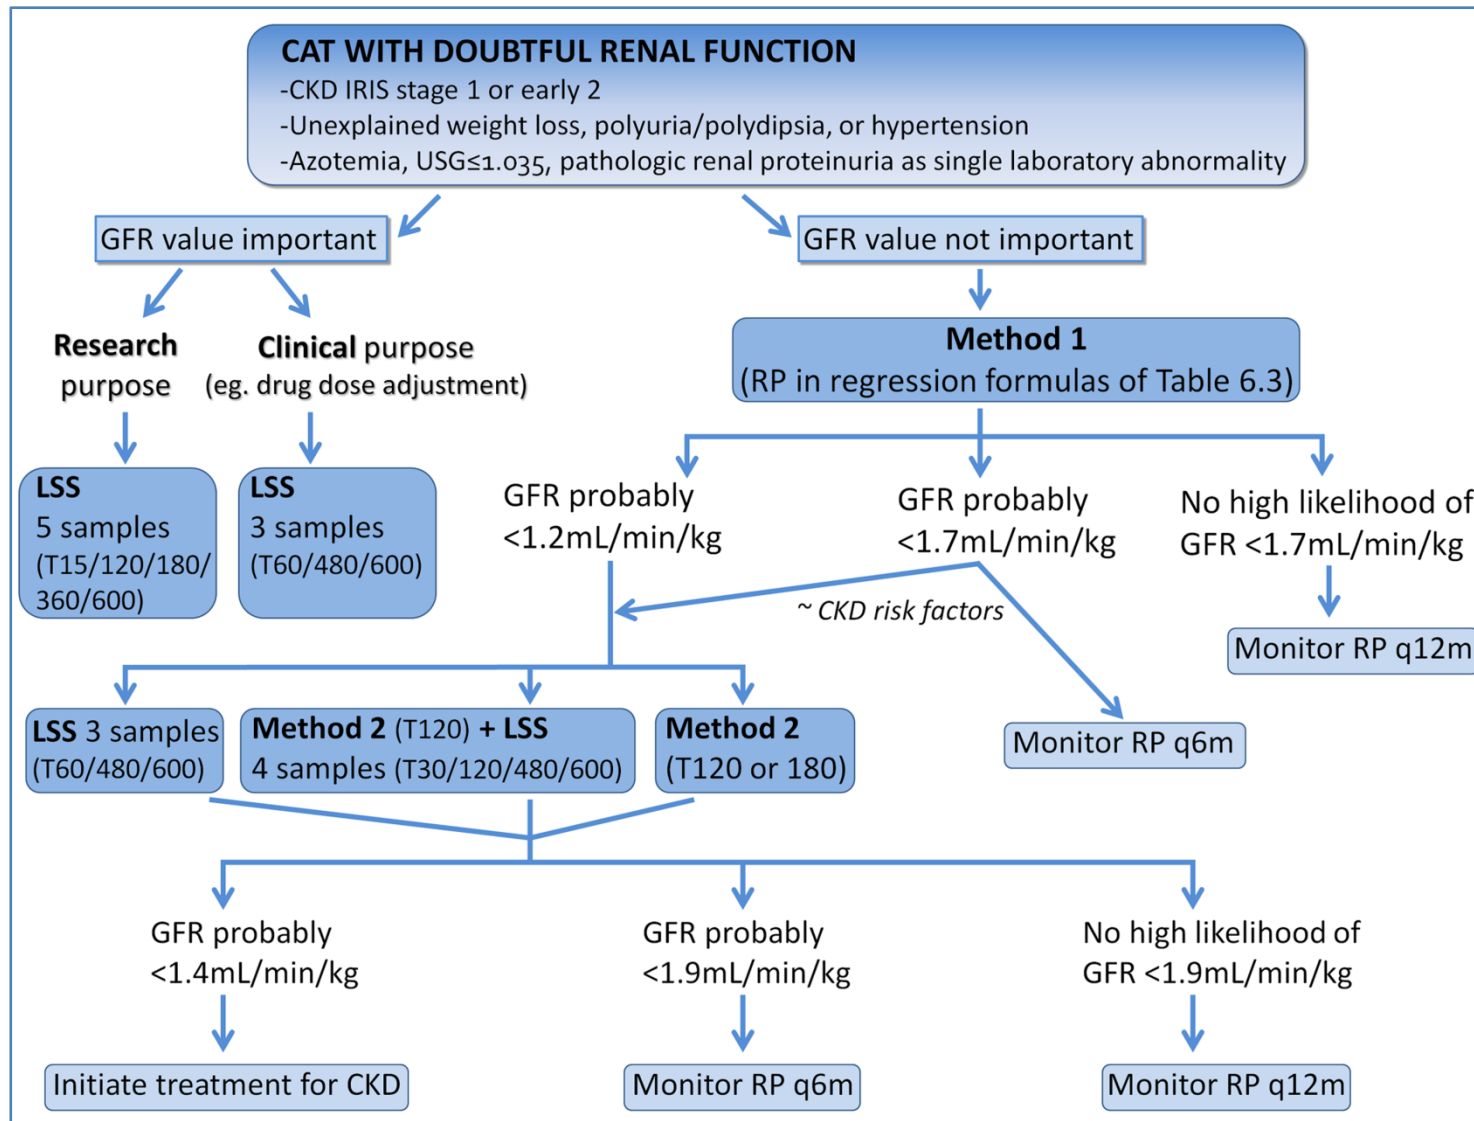 CAT WITH DOUBTFUL RENAL FUNCTION
-CKD IRIS stage 1 or early 2
-Unexplained weight loss, polyuria/polydipsia, or hypertension
-Azotemia, USG≤1.035, pathologic renal proteinuria as single laboratory abnormality
GFR value important
GFR value not important
Research
purpose
Clinical purpose
(eg. drug dose adjustment)
Method 1
(RP in regression formulas of Table 6.3)
LSS
5 samples
(T15/120/180/
360/600)
LSS
3 samples
(T60/480/600)
GFR probably
<1.2mL/min/kg
GFR probably
<1.7mL/min/kg
No high likelihood of
GFR <1.7mL/min/kg
~ CKD risk factors
Monitor RP q12m
Monitor RP q6m
LSS 3 samples
(T60/480/600)
Method 2 (T120) + LSS
4 samples (T30/120/480/600)
Method 2
(T120 or 180)
GFR probably
<1.4mL/min/kg
GFR probably
<1.9mL/min/kg
No high likelihood of
GFR <1.9mL/min/kg
Initiate treatment for CKD
Monitor RP q6m
Monitor RP q12m